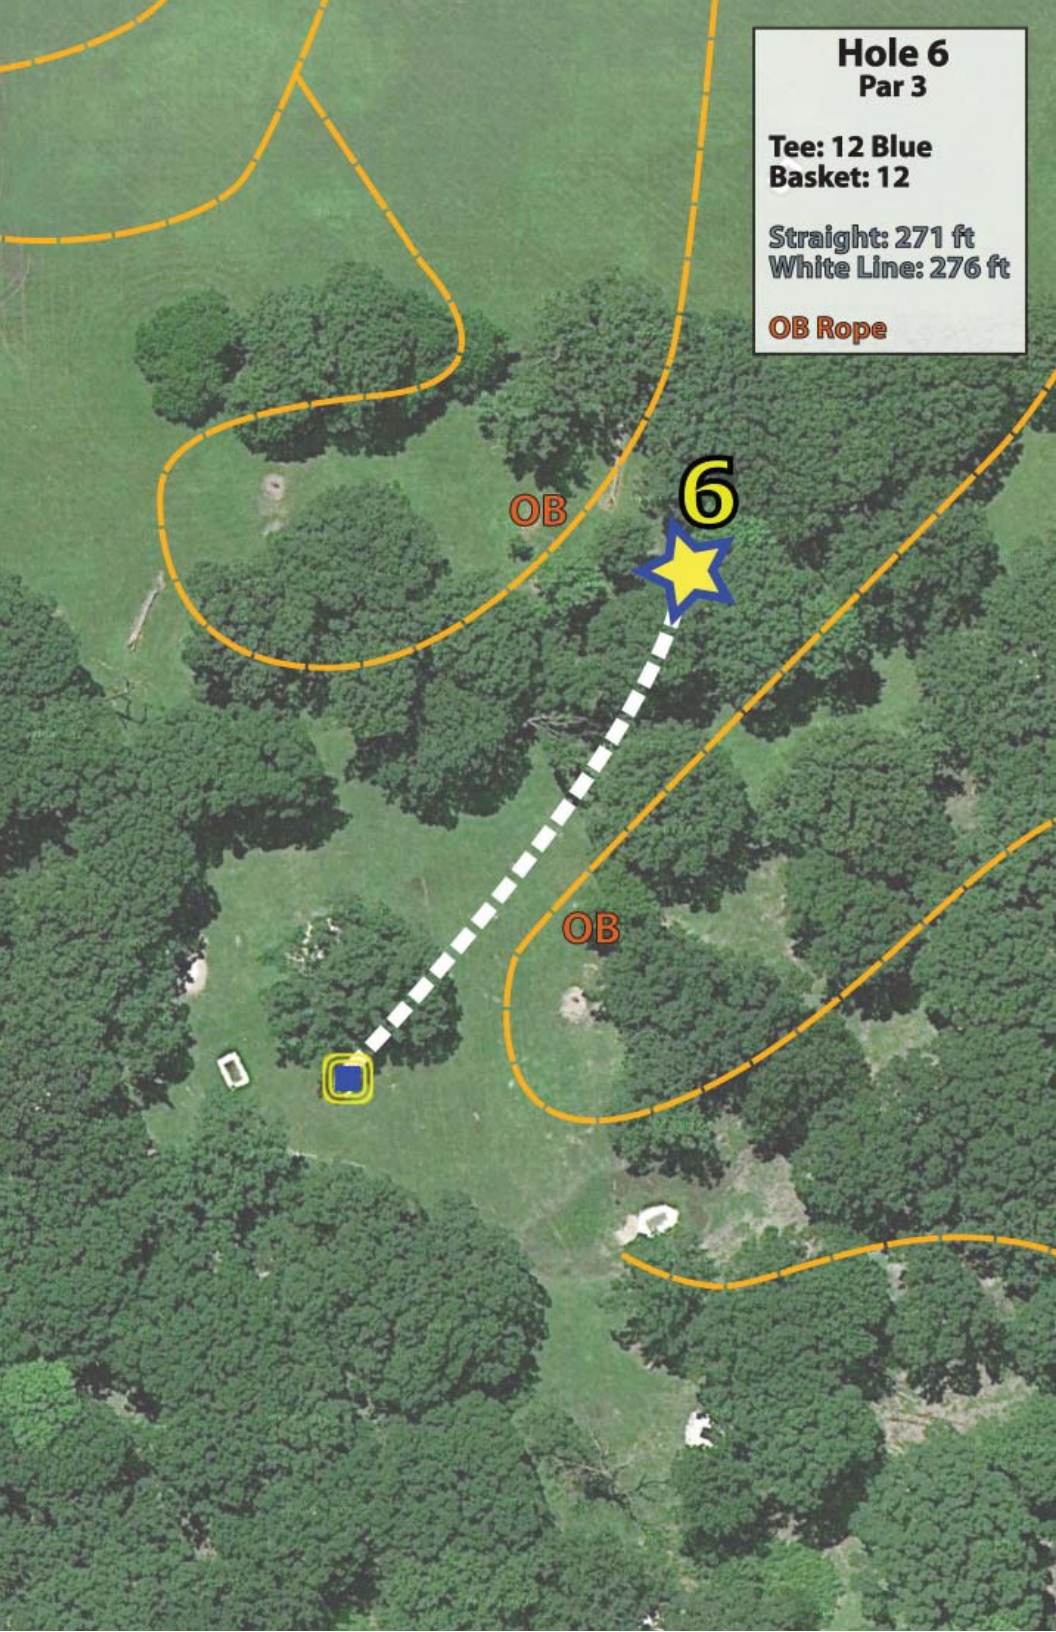 Hole 6
Par 3
Tee: 12 Blue
Basket: 12
Straight: 271 ft
White Line: 276 ft
OB Rope
6
OB
OB